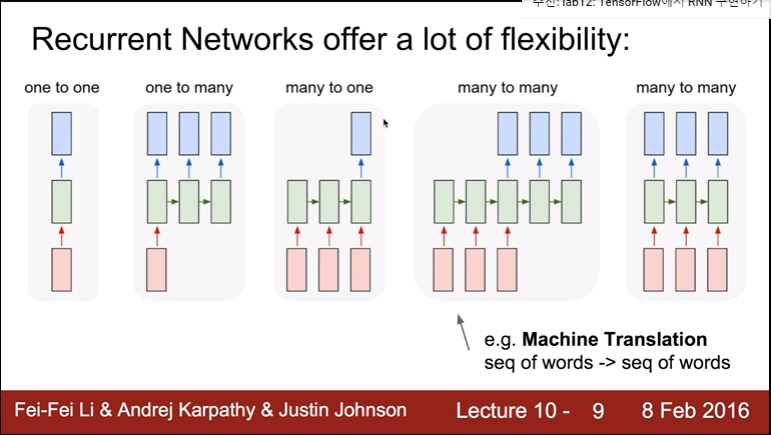 추천: lab12: TensorFlow에서 RNN 구현하기
Recurrent Networks offer a lot of flexibility:
one to one one to many many to one many to many many to many
e.g. Machine Translation
seq of words -> seq of words
Fei-Fei Li & Andrej Karpathy & Justin Johnson Lecture 10 - 9 8 Feb 2016